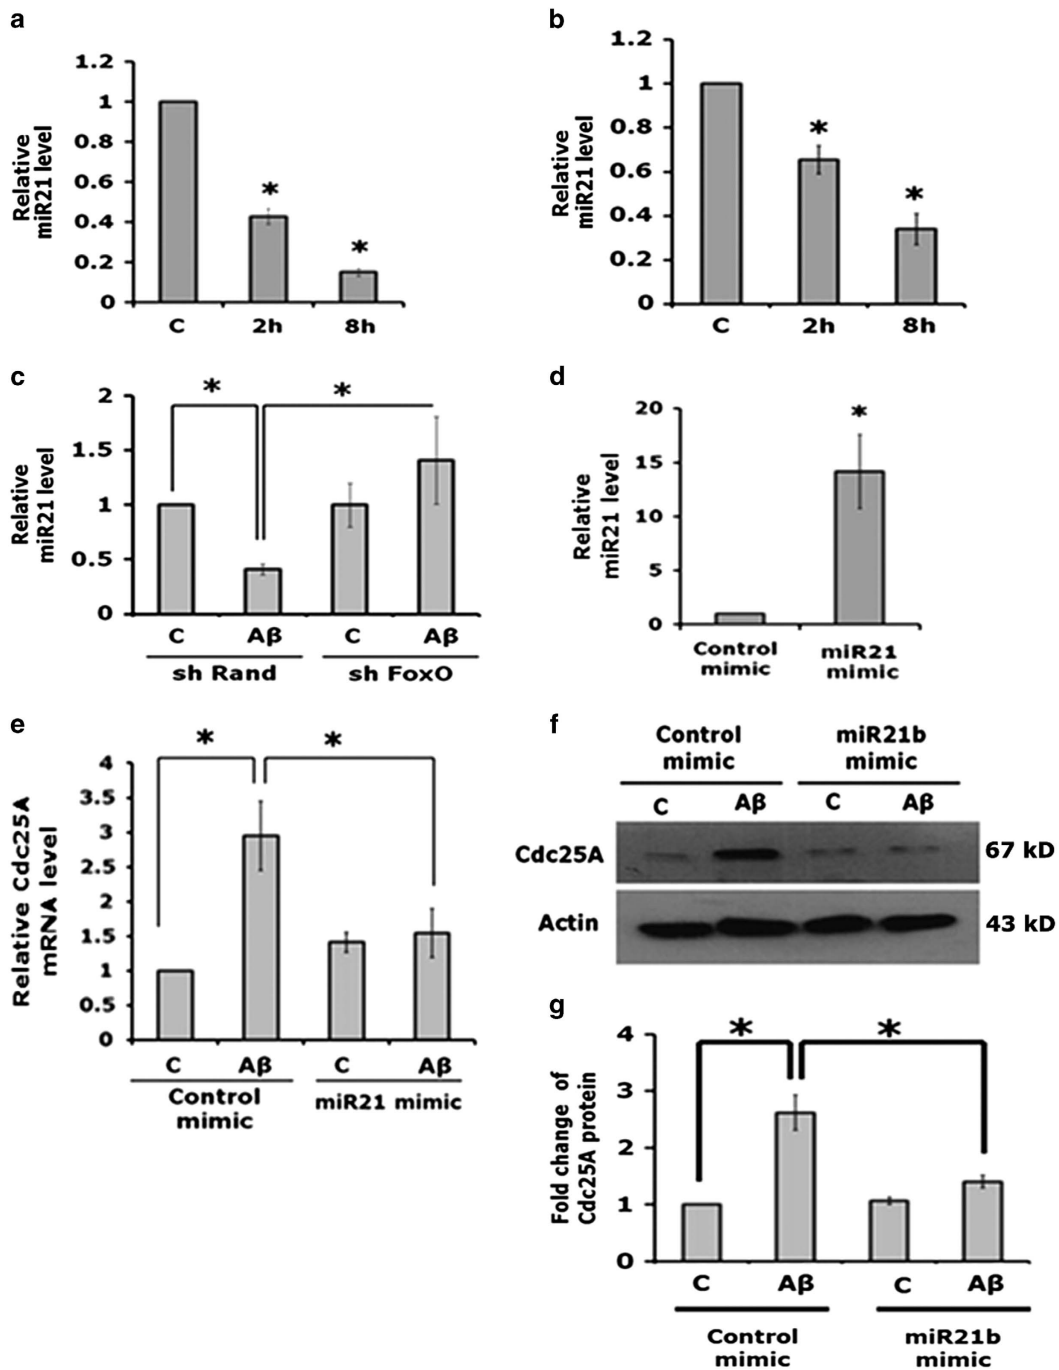 a
1.2
1
0.8
0.6
0.4
0.2
0
Relative
miR21 level
*
*
C
2h
8h
b
1.2
1
0.8
0.6
0.4
0.2
0
Relative
miR21 level
*
*
C
2h
8h
c
2
1.5
1
0.5
0
Relative
miR21 level
*
*
C
Aβ
C
Aβ
sh Rand
sh FoxO
d
20
15
10
5
0
Relative
miR21 level
*
Control
mimic
miR21
mimic
e
4
3.5
3
2.5
2
1.5
1
0.5
0
Relative Cdc25A
mRNA level
*
*
C
Aβ
C
Aβ
Control
mimic
miR21 mimic
f
Control
mimic
miR21b
mimic
C
Aβ
C
Aβ
Cdc25A
67 kD
Actin
43 kD
g
4
3
2
1
0
Fold change of
Cdc25A protein
*
*
C
Aβ
C
Aβ
Control
mimic
miR21b
mimic